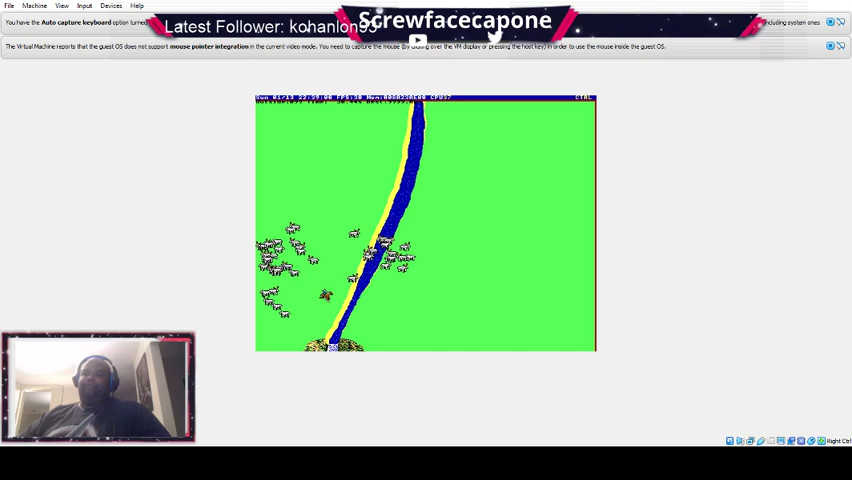 File Machine View Input Devices Help
Screwfacecapone
Latest Follower: kohanlon93
You have the Auto capture keyboard option turned including system ones
The Virtual Machine reports that the guest OS does not support mouse pointer integration in the current video mode. You need to capture the mouse (by clicking over the VM display or pressing the host key) in order to use the mouse inside the guest OS.
CTRL
Right Ctrl